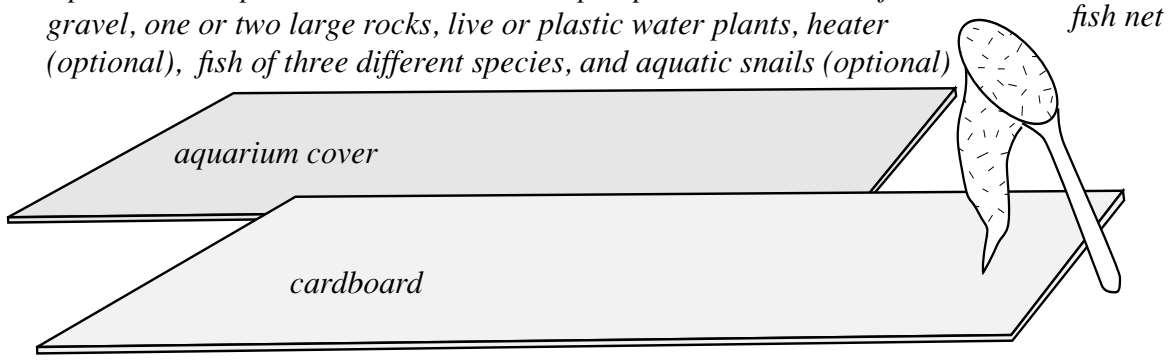 gravel, one or two large rocks, live or plastic water plants, heater
(optional), fish of three different species, and aquatic snails (optional)
fish net
aquarium cover
cardboard